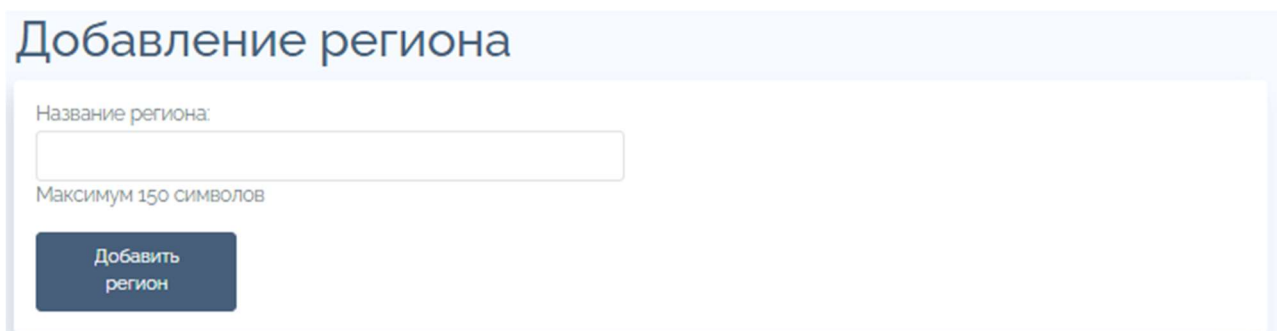 Добавление региона
Название региона:
Максимум 150 символов
Добавить
регион